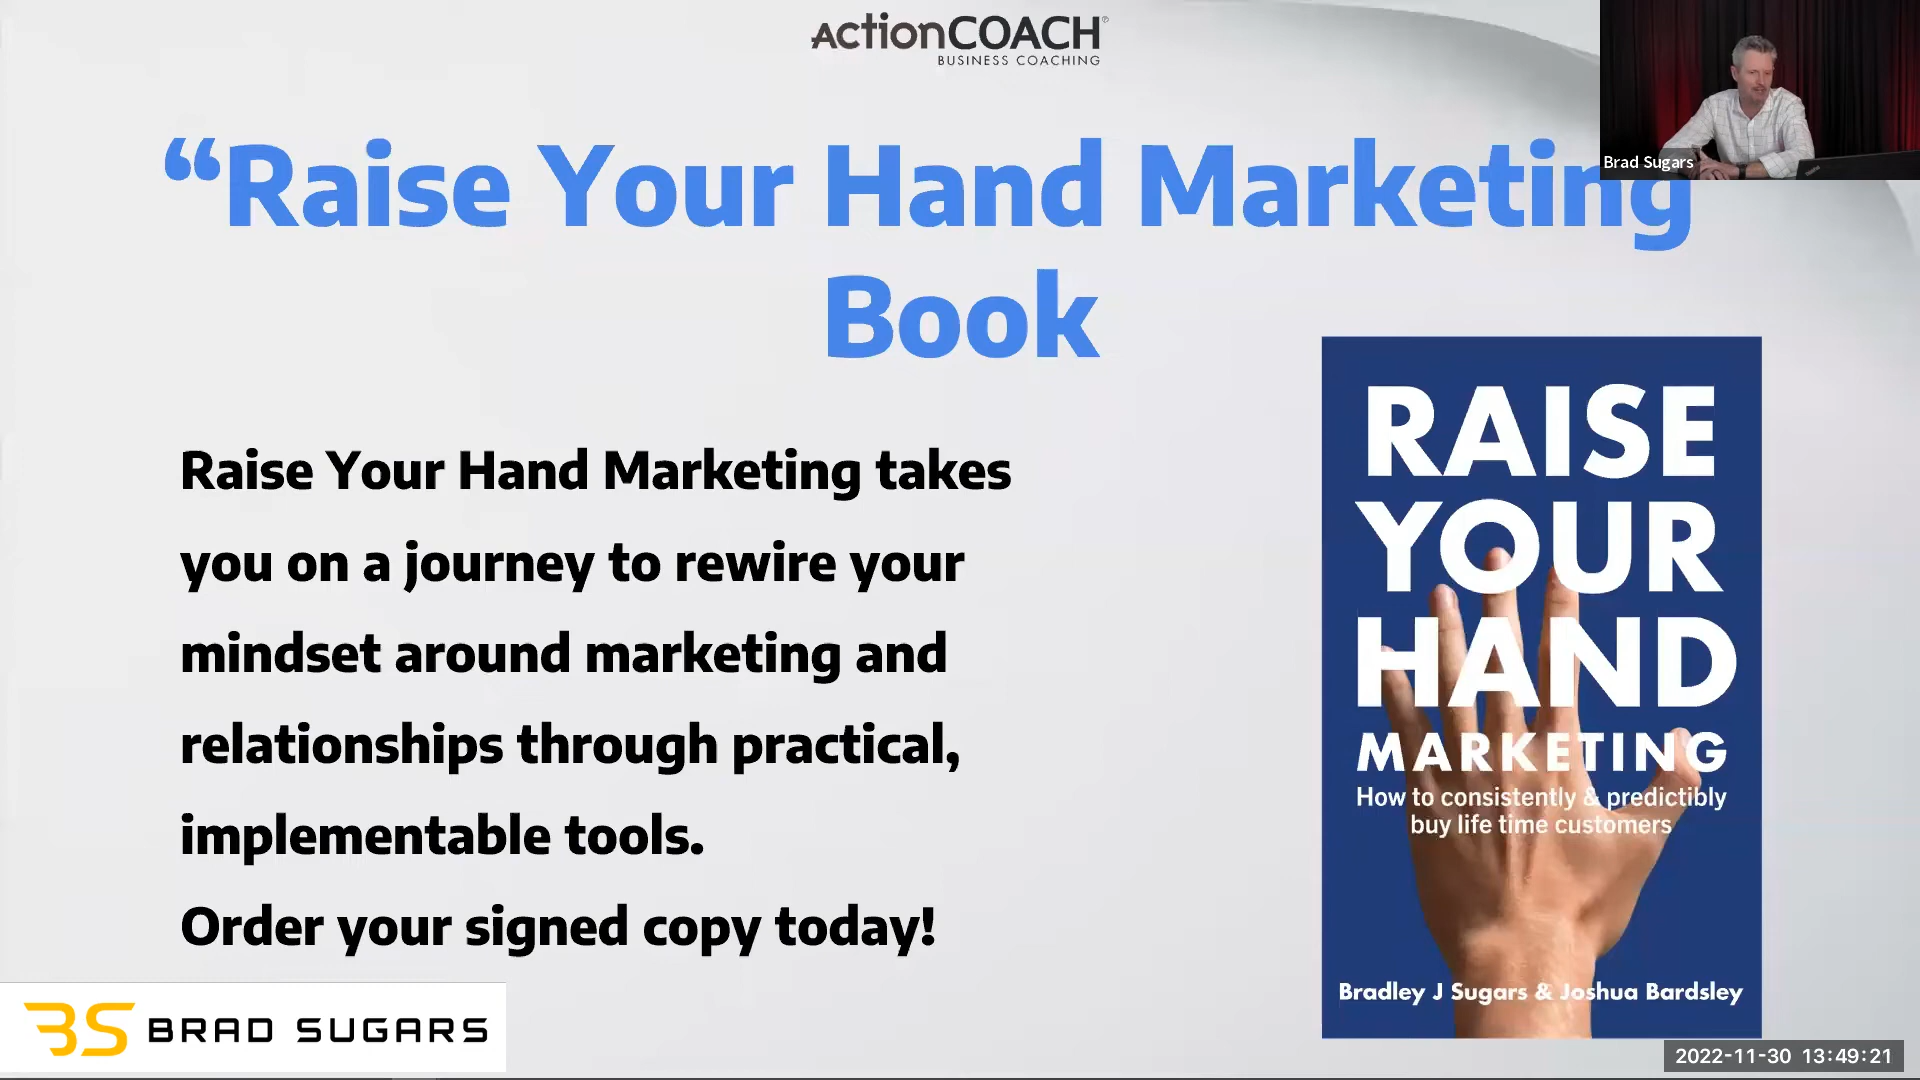 actionCOACH®
BUSINESS COACHING
Brad Sugars
“Raise Your Hand Marketing
Book
Raise Your Hand Marketing takes
you on a journey to rewire your
mindset around marketing and
relationships through practical,
implementable tools.
Order your signed copy today!
RAISE
YOUR
HAND
MARKETING
How to consistently & predictibly
buy life time customers
Bradley J Sugars & Joshua Bardsley
BS BRAD SUGARS
2022-11-30 13:49:21